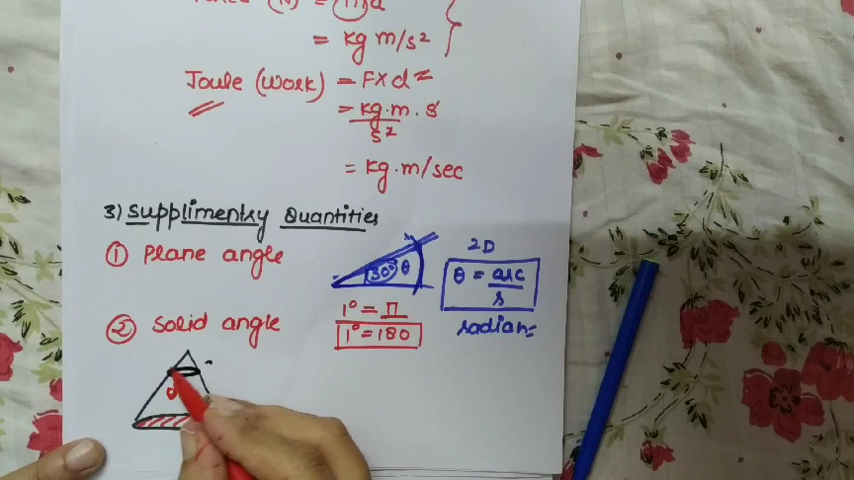 = kg m/s²
Joule (work) = F×d
= kg.m.s
s²
= kg.m/sec
3) Supplimentry Quantities
① Plane angle
30° θ
2D
θ = arc
r
radian
1° = π
1° = 180
② Solid angle